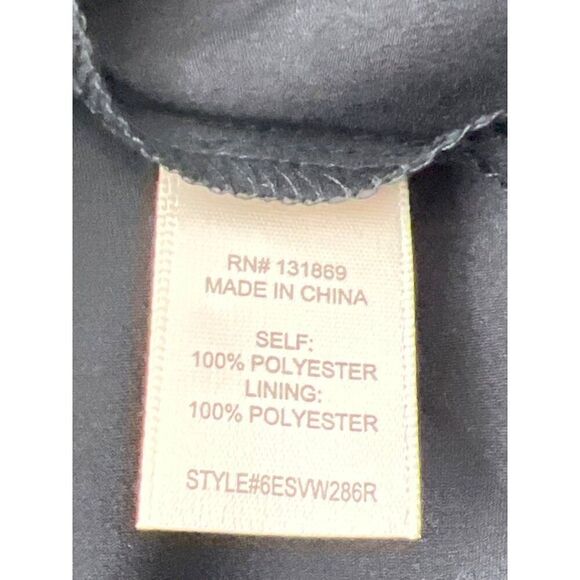 RN# 131869
MADE IN CHINA
SELF:
100% POLYESTER
LINING:
100% POLYESTER
STYLE#6ESVW286R